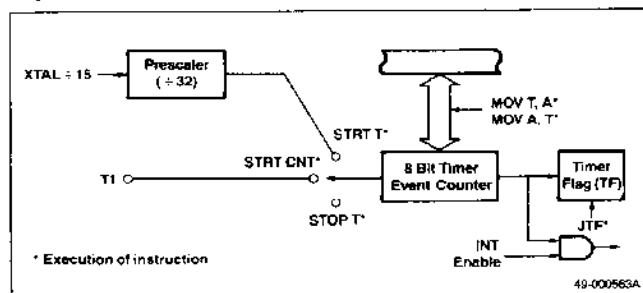 XTAL ÷ 15
Prescaler
(÷32)
MOV T, A*
MOV A, T*
STRT T*
STRT CNT*
T1
8 Bit Timer
Event Counter
Timer
Flag (TF)
STOP T*
JTF*
INT
Enable
* Execution of instruction
49-000563A